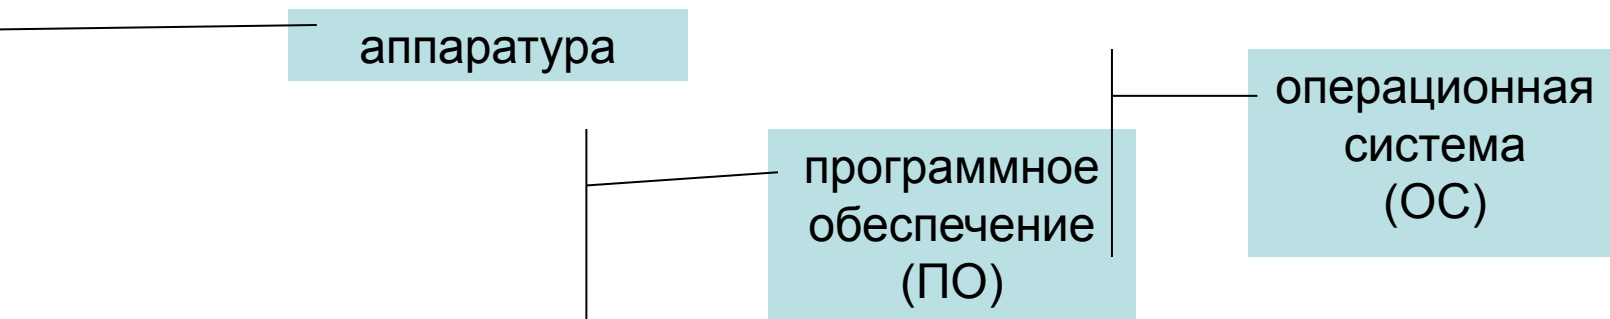 аппаратура
программное
обеспечение
(ПО)
операционная
система
(ОС)